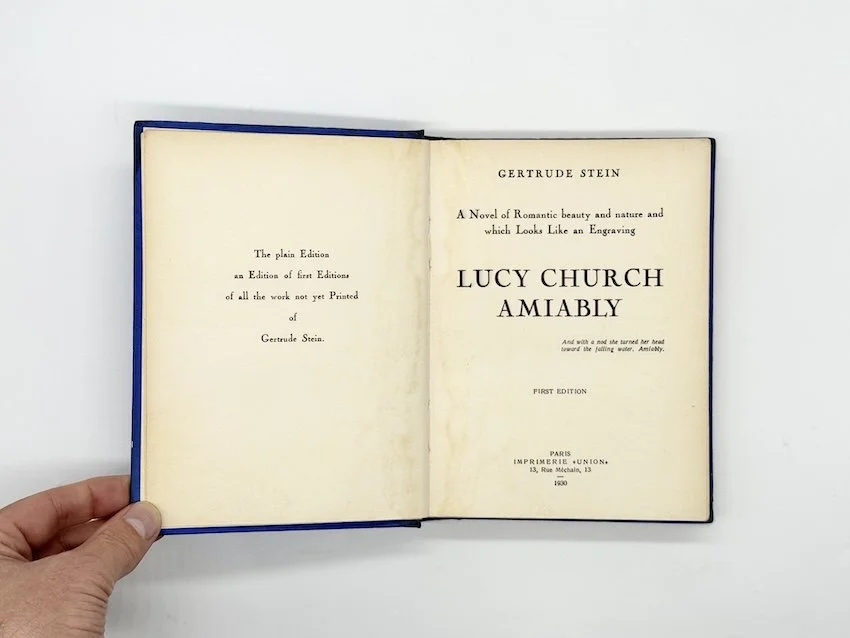 The plain Edition
an Edition of first Editions
of all the work not yet Printed
of
Gertrude Stein.
GERTRUDE STEIN
A Novel of Romantic beauty and nature and
which Looks Like an Engraving
LUCY CHURCH
AMIABLY
And with a nod she turned her head
toward the falling water. Amiably.
FIRST EDITION
PARIS
IMPRIMERIE «UNION»
13, Rue Méchain, 13
1930